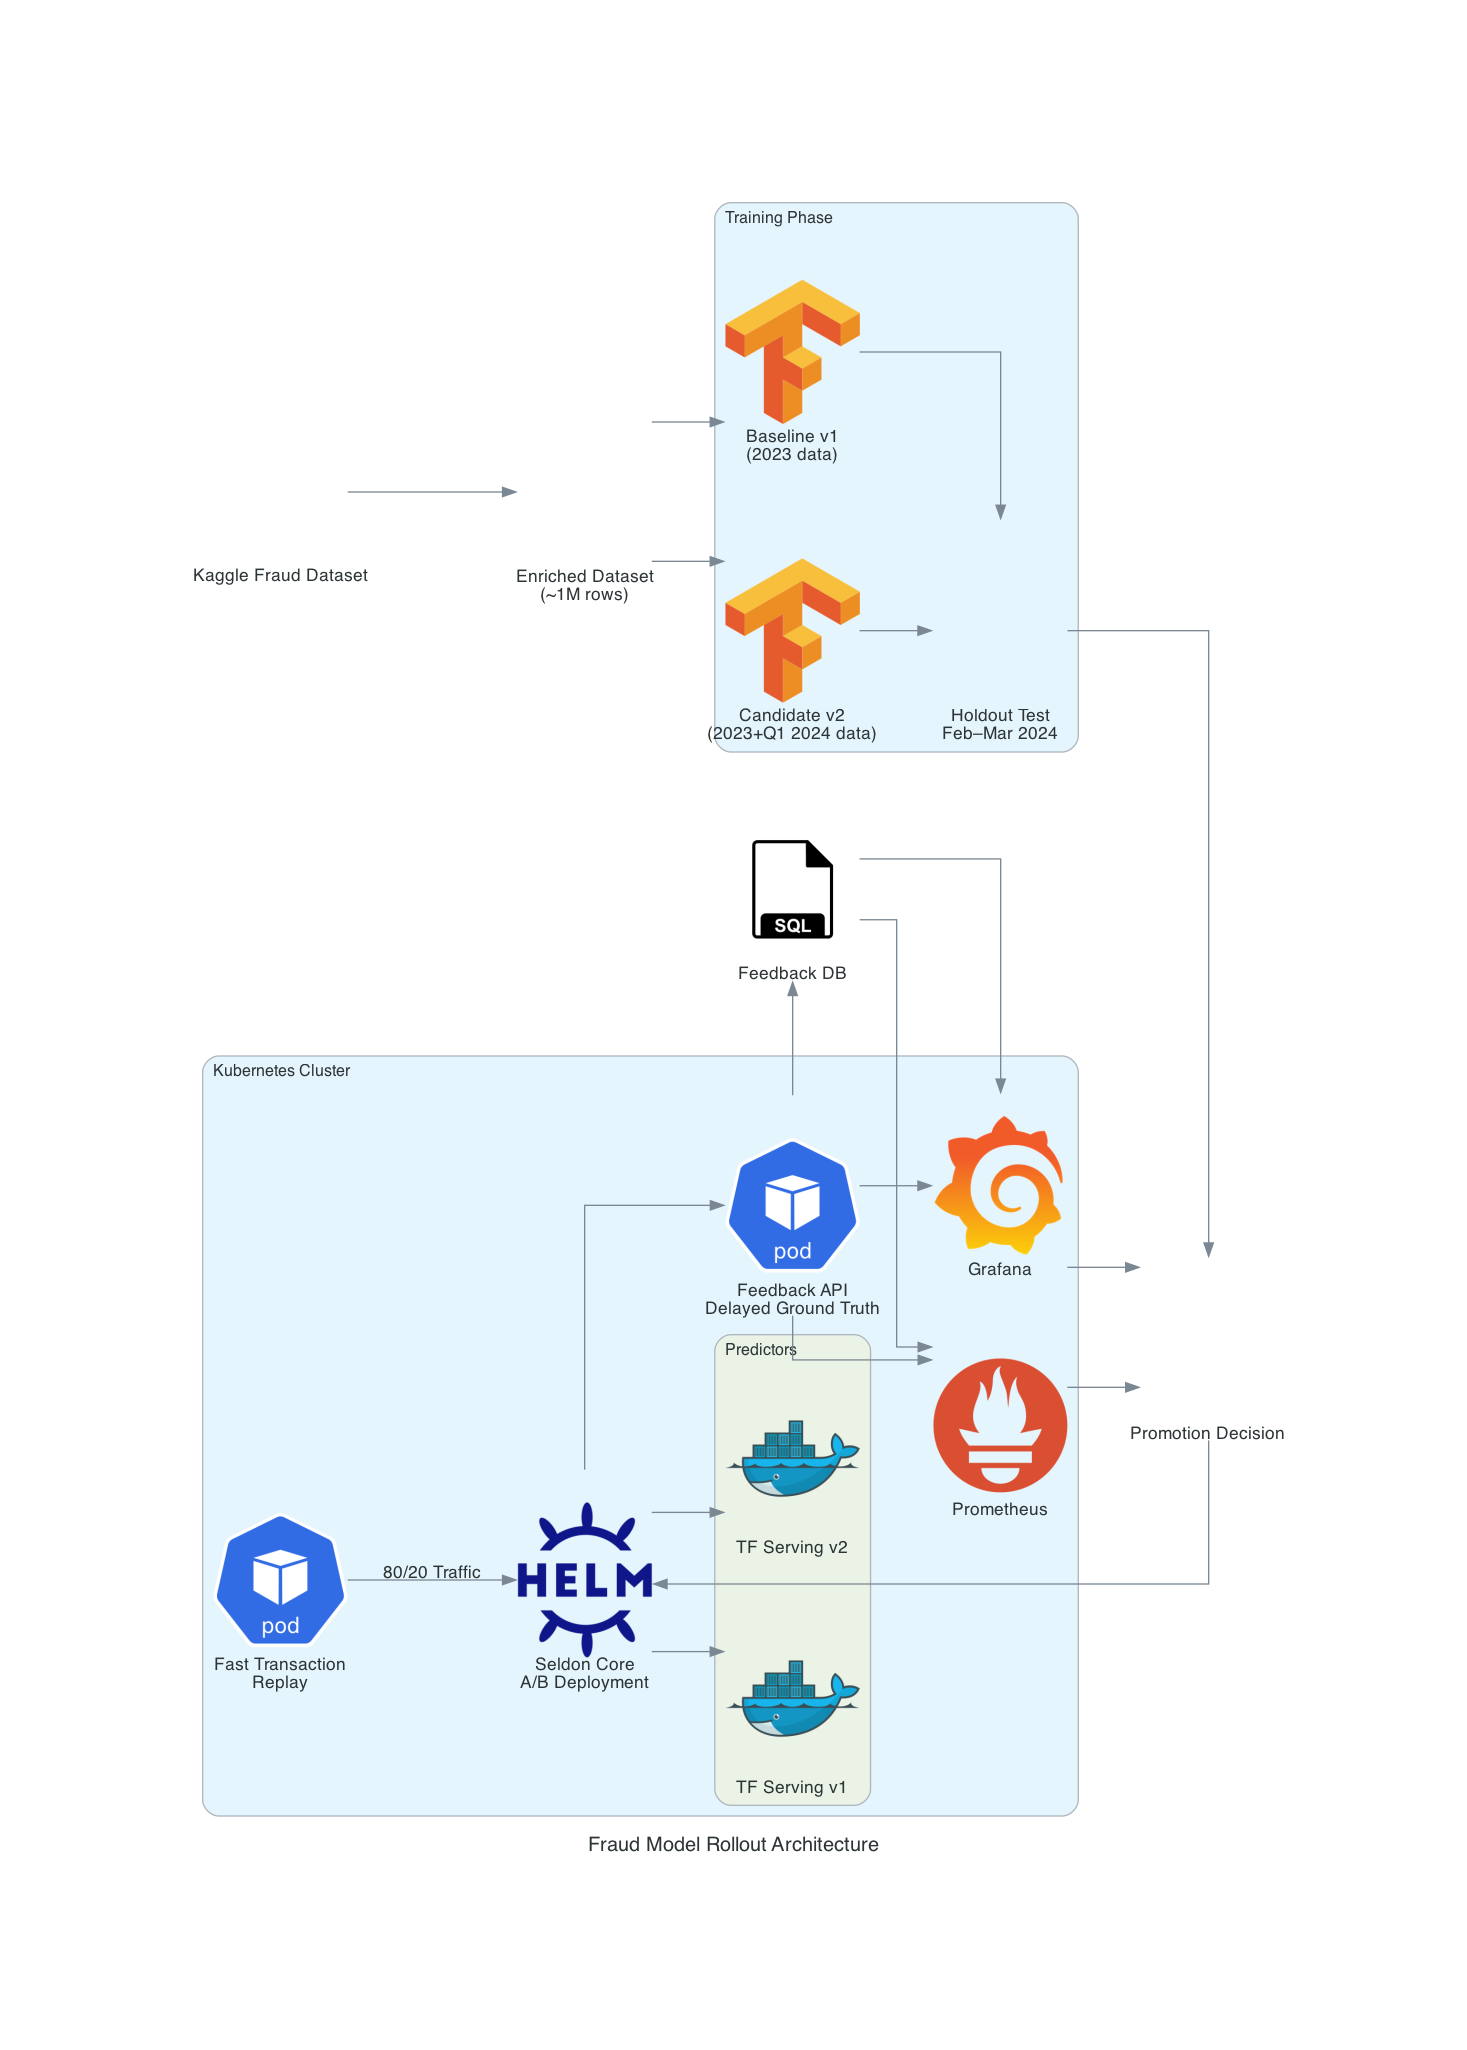 Training Phase
Baseline v1
(2023 data)
Kaggle Fraud Dataset
Enriched Dataset
(~1M rows)
Candidate v2
(2023+Q1 2024 data)
Holdout Test
Feb–Mar 2024
SQL
Feedback DB
Kubernetes Cluster
pod
Feedback API
Delayed Ground Truth
Grafana
Predictors
Promotion Decision
Prometheus
TF Serving v2
80/20 Traffic
HELM
pod
Fast Transaction
Replay
Seldon Core
A/B Deployment
TF Serving v1
Fraud Model Rollout Architecture